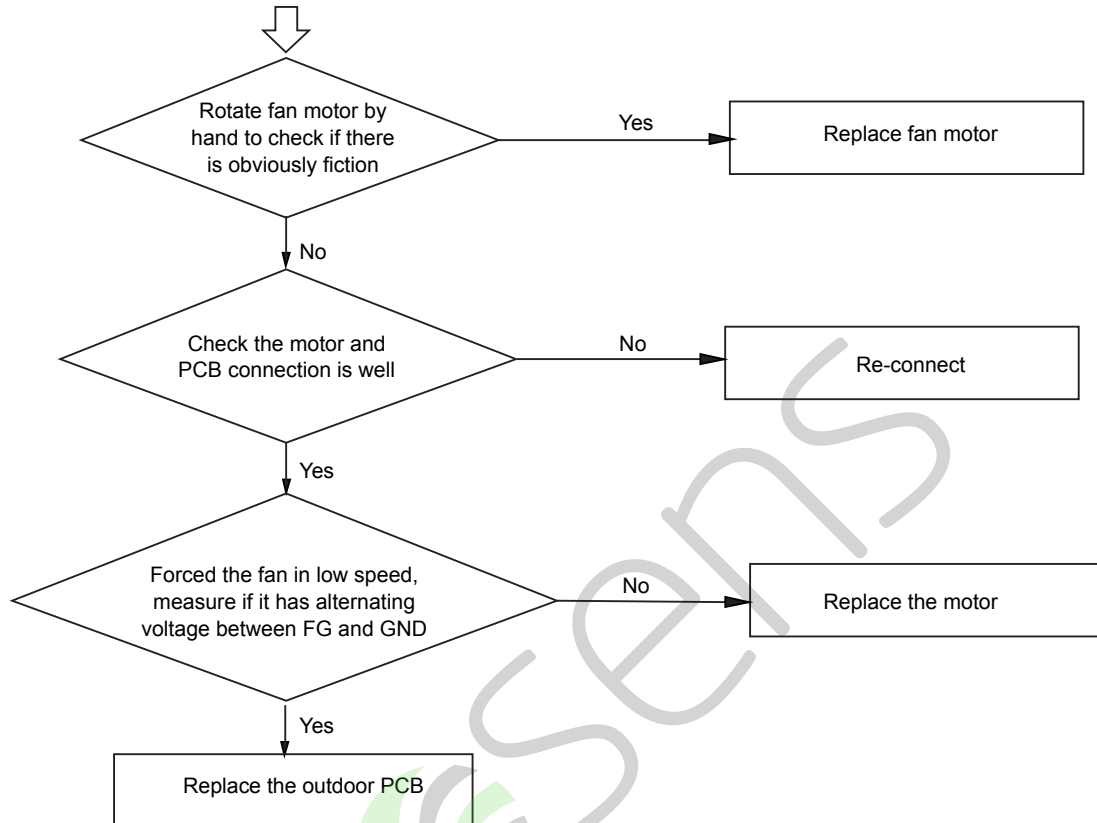 Rotate fan motor by
hand to check if there
is obviously fiction
Yes
Replace fan motor
No
Check the motor and
PCB connection is well
No
Re-connect
Yes
Forced the fan in low speed,
measure if it has alternating
voltage between FG and GND
No
Replace the motor
Yes
Replace the outdoor PCB
sens